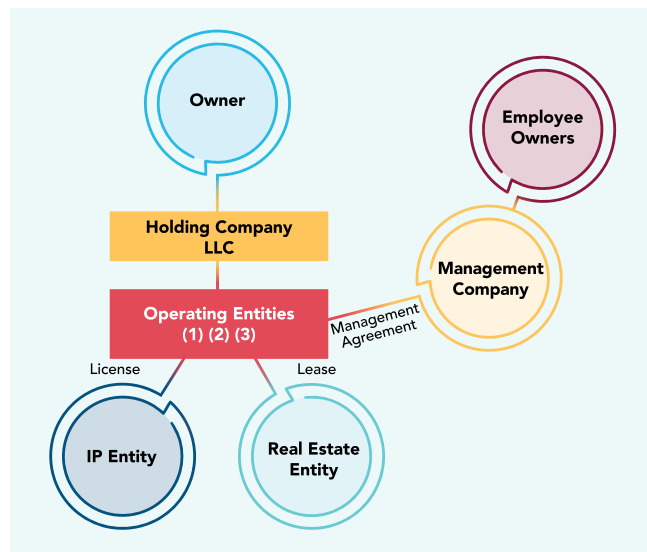 Owner
Employee
Owners
Holding Company
LLC
Management
Company
Operating Entities
(1) (2) (3)
Management
Agreement
License
Lease
IP Entity
Real Estate
Entity